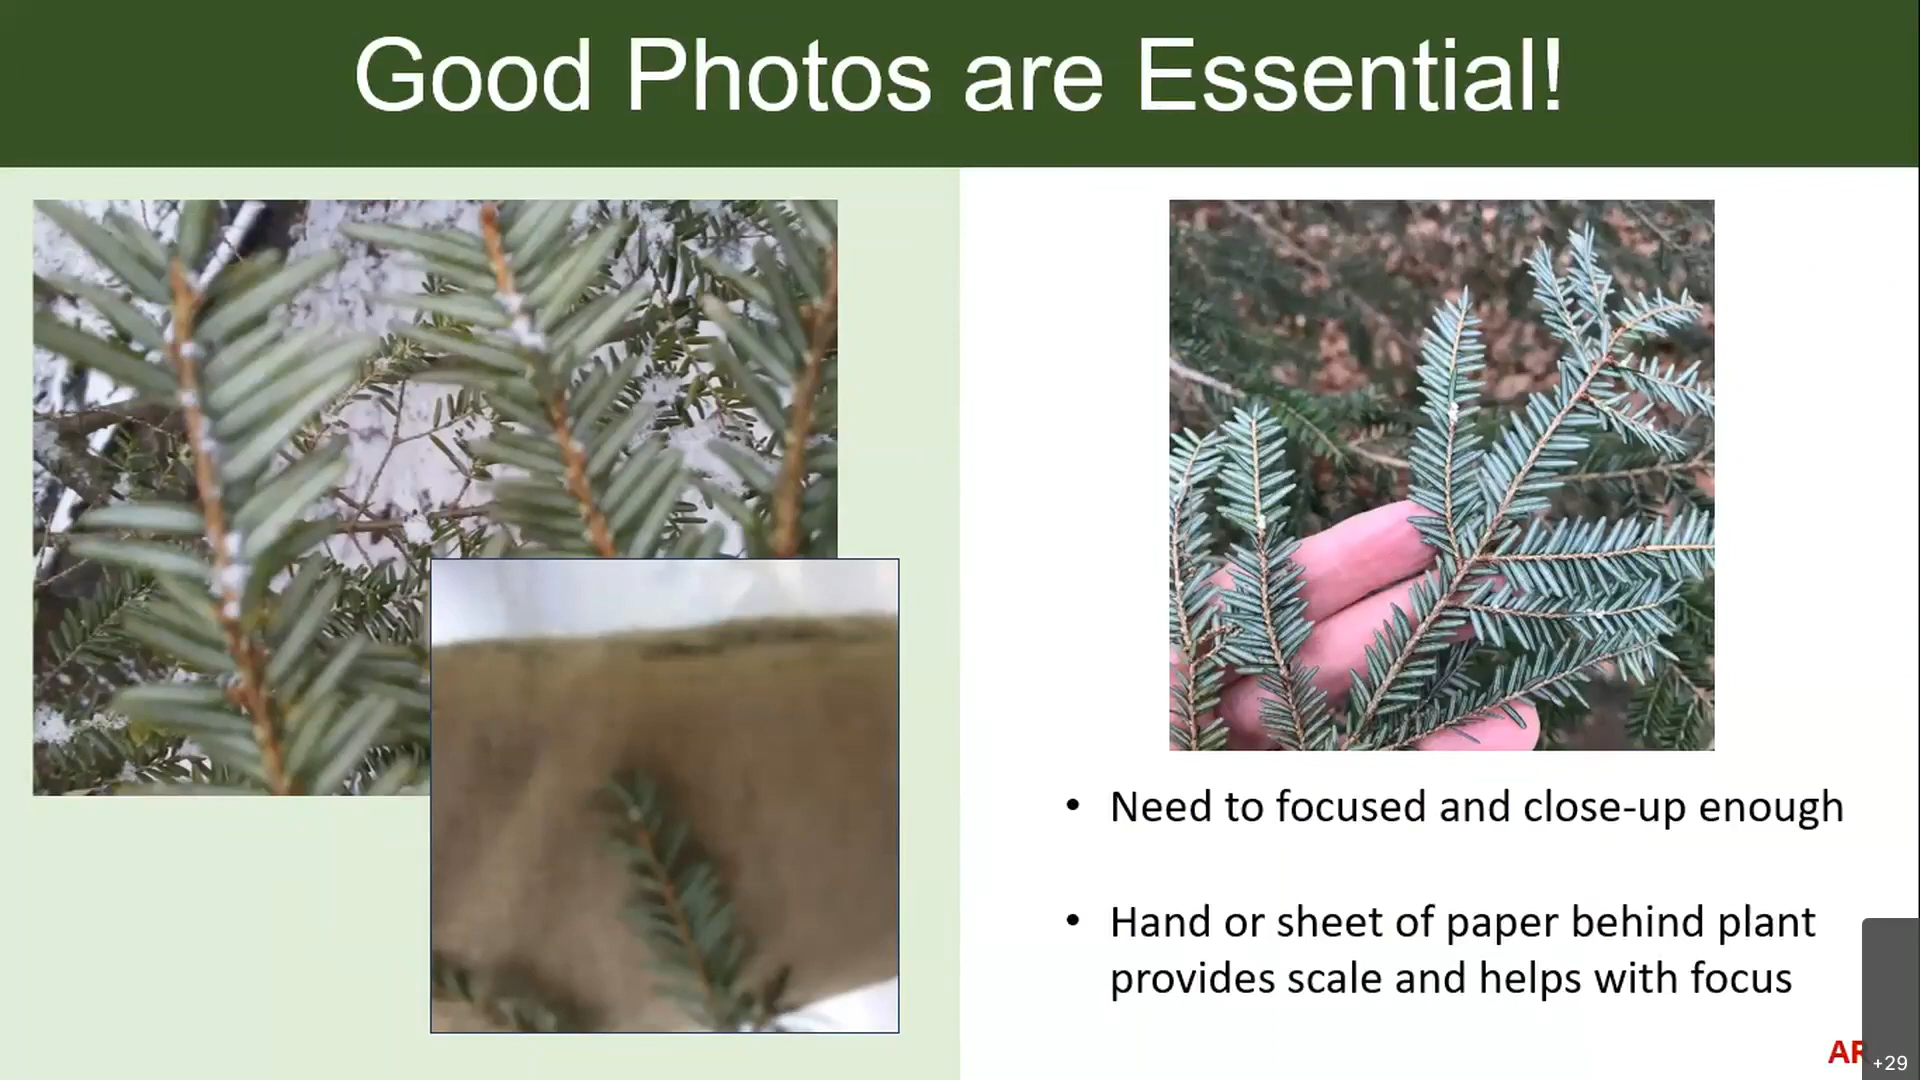 Good Photos are Essential!
• Need to focused and close-up enough
• Hand or sheet of paper behind plant
provides scale and helps with focus
+29